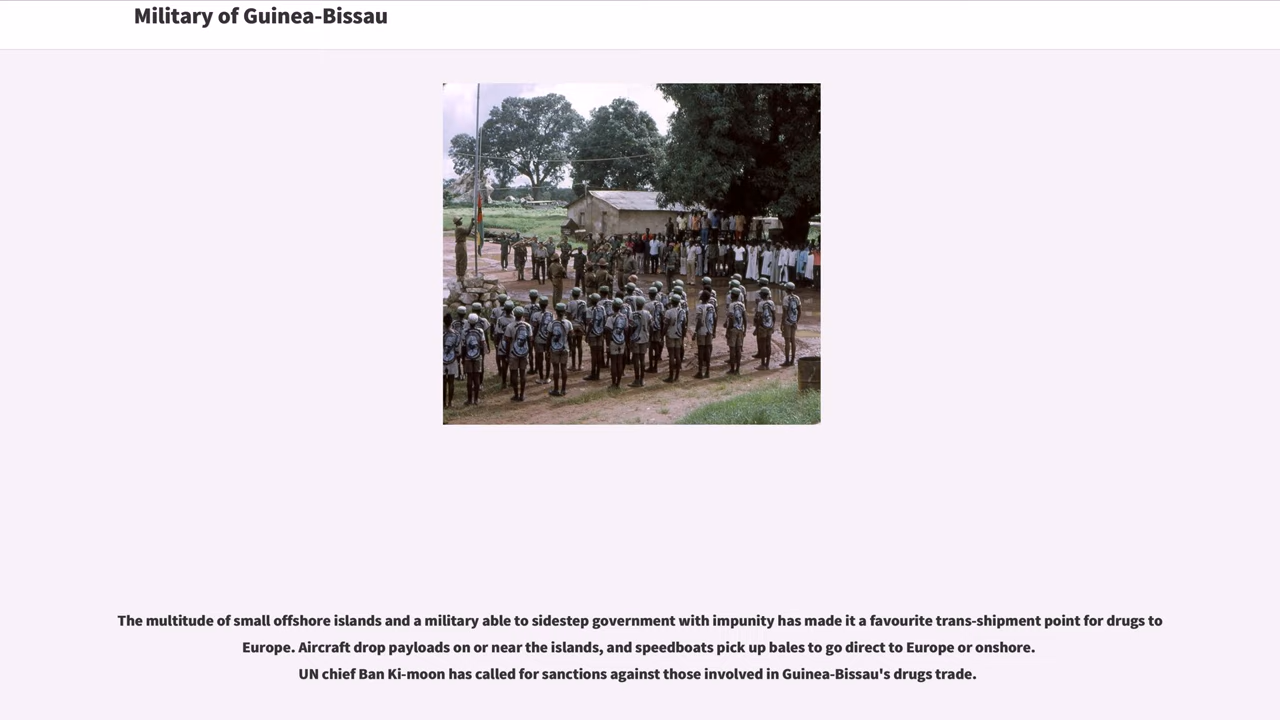 Military of Guinea-Bissau
The multitude of small offshore islands and a military able to sidestep government with impunity has made it a favourite trans-shipment point for drugs to
Europe. Aircraft drop payloads on or near the islands, and speedboats pick up bales to go direct to Europe or onshore.
UN chief Ban Ki-moon has called for sanctions against those involved in Guinea-Bissau's drugs trade.